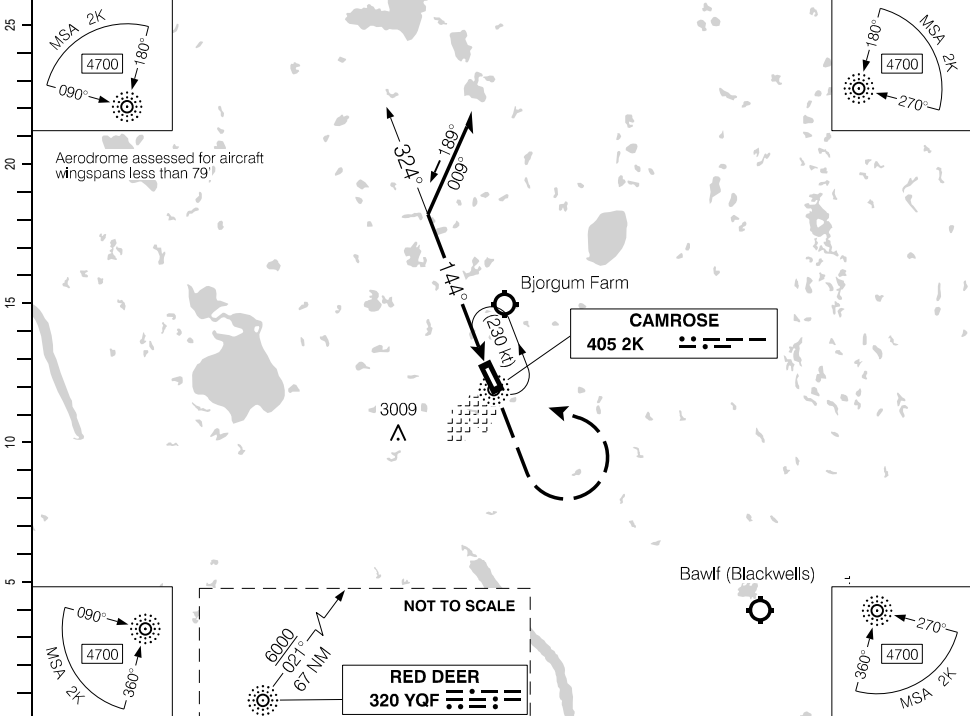 25
MSA 2K
4700
180°
090°
MSA 2K
4700
180°
270°
Aerodrome assessed for aircraft
wingspans less than 79'
20
324°
189°
009°
144°
15
Bjorgum Farm
(230 kt)
CAMROSE
405 2K
3009
10
5
Bawlf (Blackwells)
090°
4700
360°
MSA 2K
NOT TO SCALE
6000
021°
67 NM
RED DEER
320 YQF
270°
4700
360°
MSA 2K